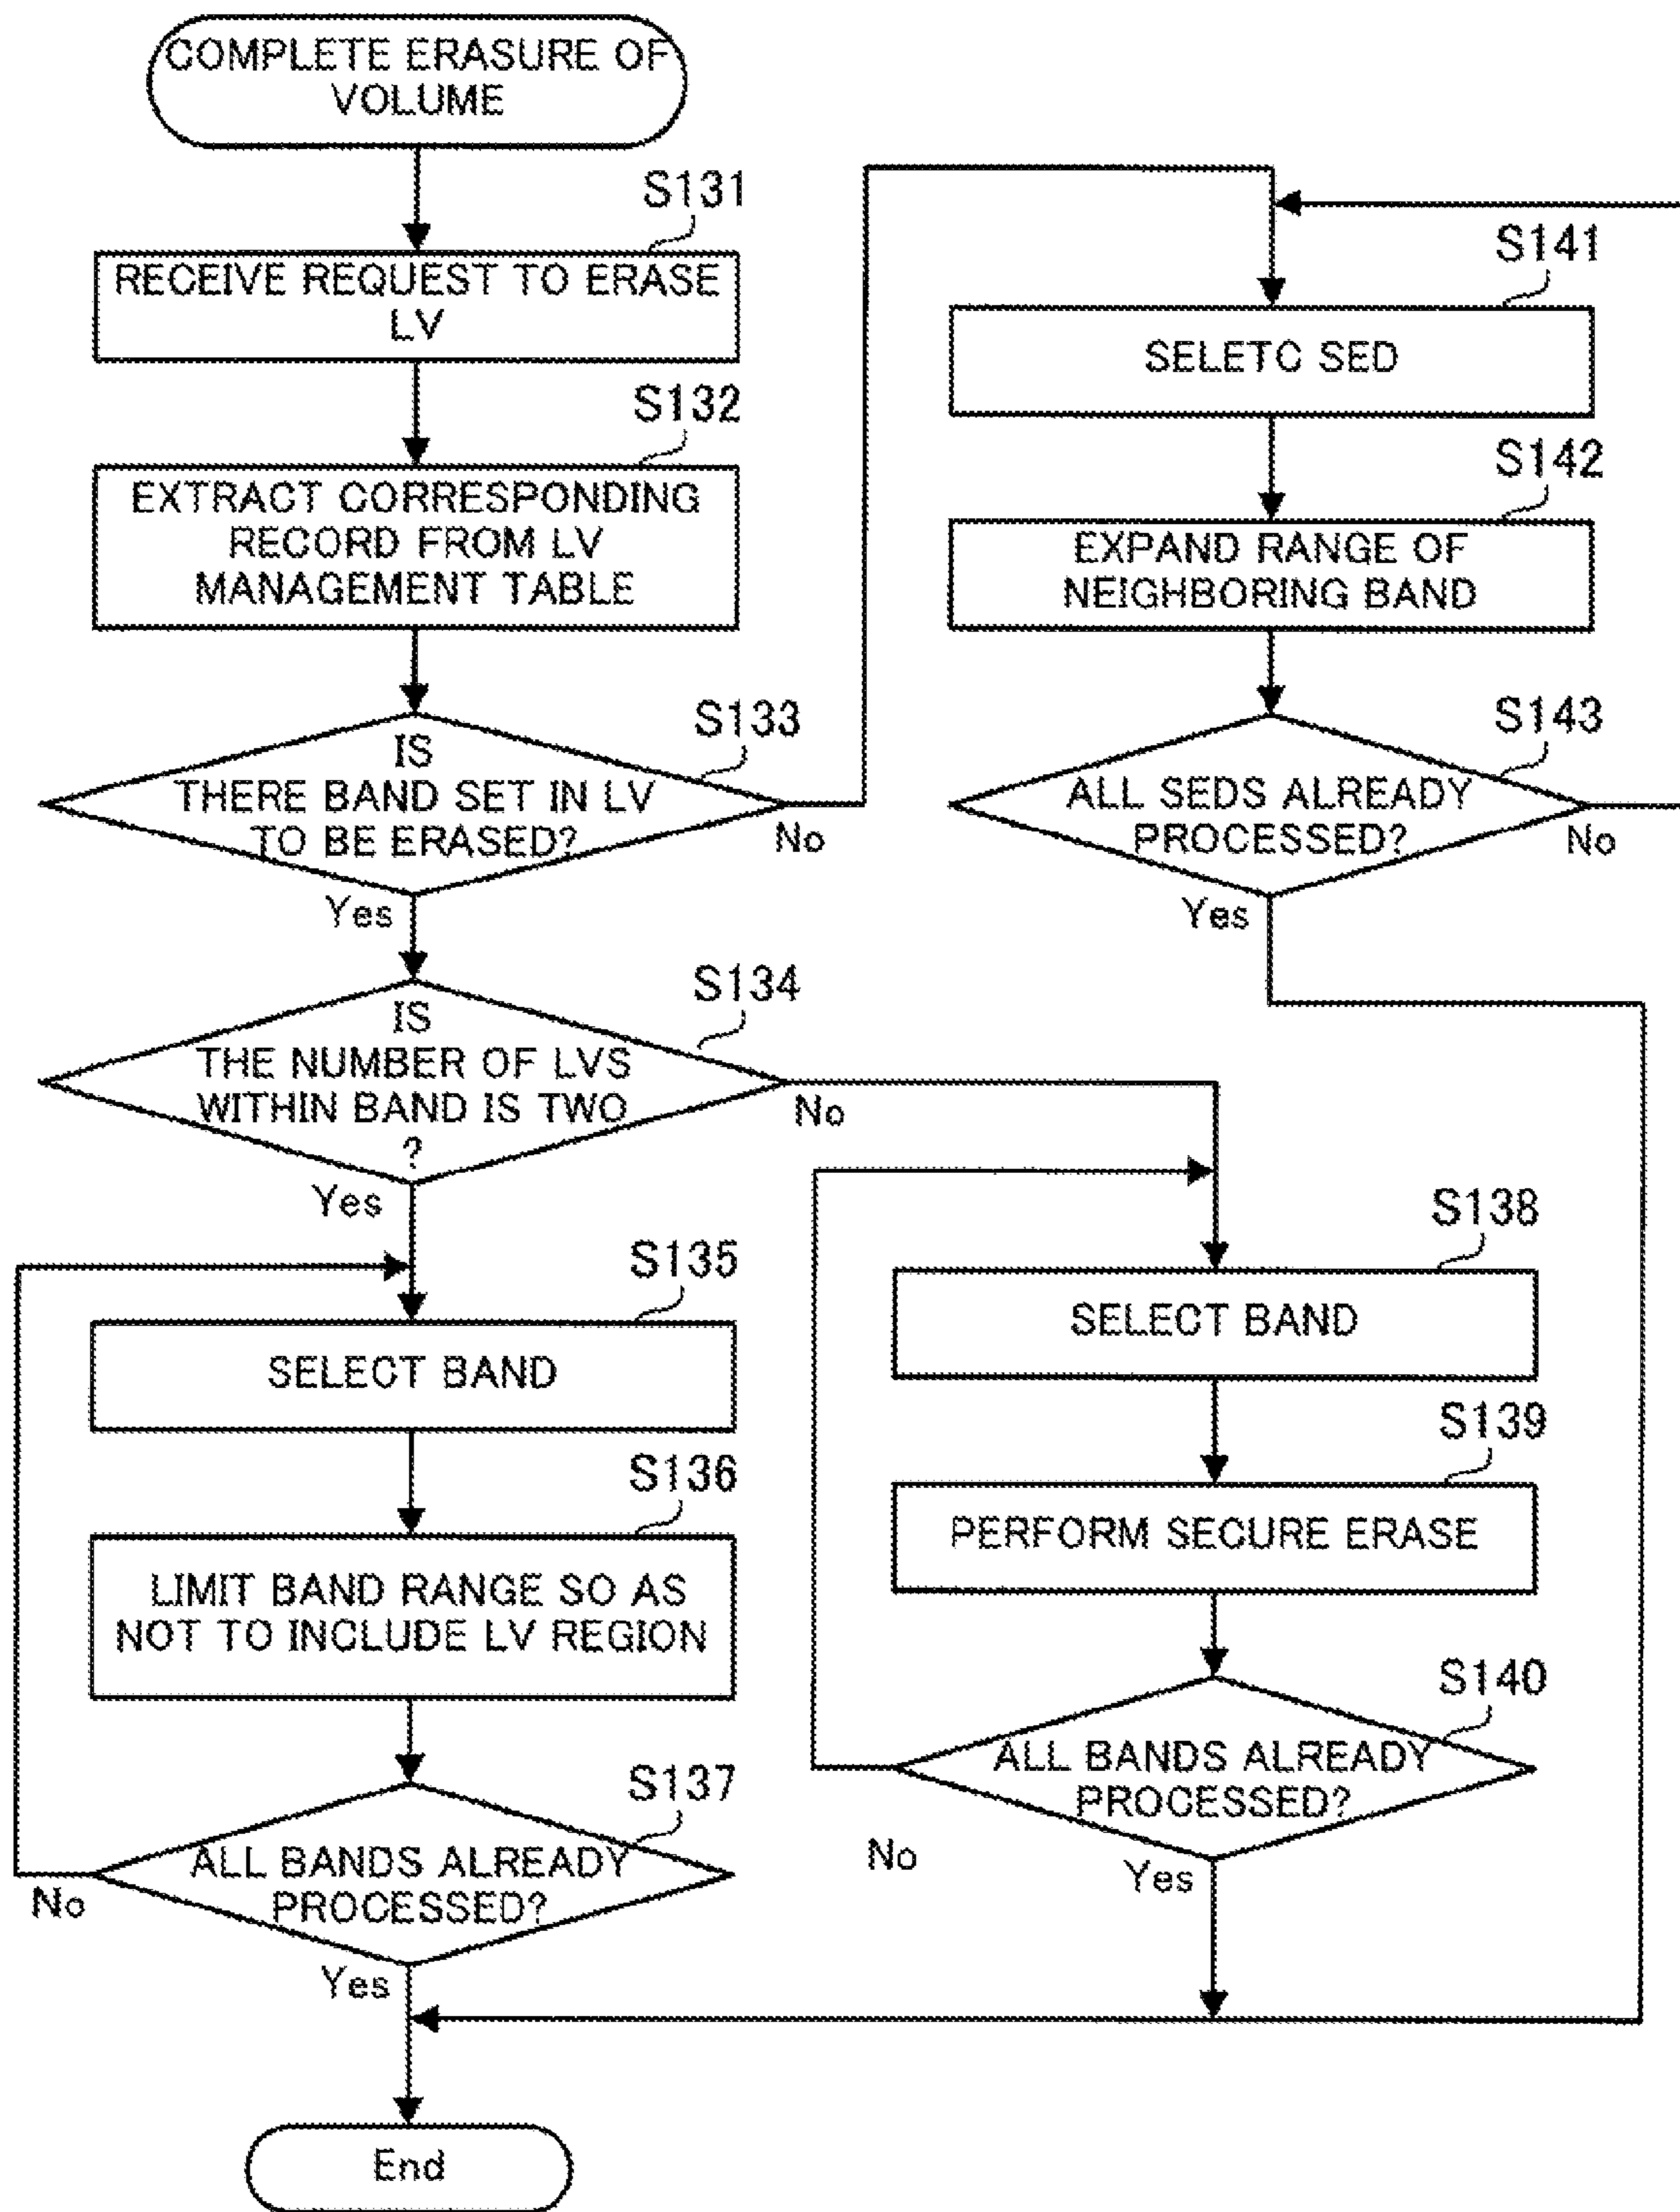 COMPLETE ERASURE OF
VOLUME
S131
RECEIVE REQUEST TO ERASE
LV
S132
EXTRACT CORRESPONDING
RECORD FROM LV
MANAGEMENT TABLE
S133
IS
THERE BAND SET IN LV
TO BE ERASED?
No
Yes
S134
IS
THE NUMBER OF LVS
WITHIN BAND IS TWO
?
No
Yes
S135
SELECT BAND
S136
LIMIT BAND RANGE SO AS
NOT TO INCLUDE LV REGION
S137
ALL BANDS ALREADY
PROCESSED?
No
Yes
S138
SELECT BAND
S139
PERFORM SECURE ERASE
S140
ALL BANDS ALREADY
PROCESSED?
No
Yes
S141
SELETC SED
S142
EXPAND RANGE OF
NEIGHBORING BAND
S143
ALL SEDS ALREADY
PROCESSED?
No
Yes
End